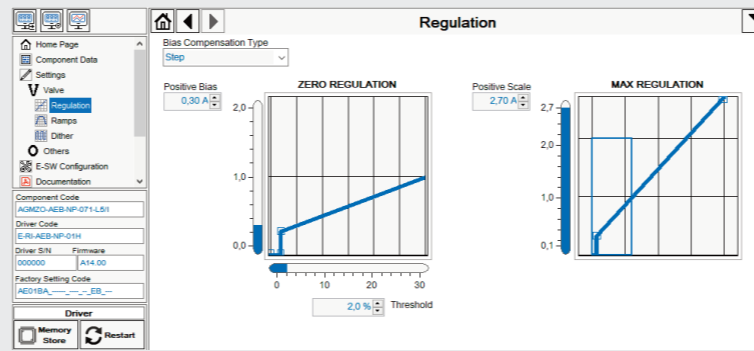 Regulation
Home Page
Component Data
Settings
Valve
Regulation
Ramps
Dither
Others
E-SW Configuration
Documentation
Component Code
AGMZO-AEB-NP-071-L5/I
Driver Code
E-RI-AEB-NP-01H
Driver S/N Firmware
000000 A14.00
Factory Setting Code
Driver
Memory Store
Restart
Bias Compensation Type
Step
Positive Bias
0,30 A
ZERO REGULATION
2,0
1,0
0,0
0 10 20 30
2,0 % Threshold
Positive Scale
2,70 A
MAX REGULATION
2,7
2,0
1,0
0,1